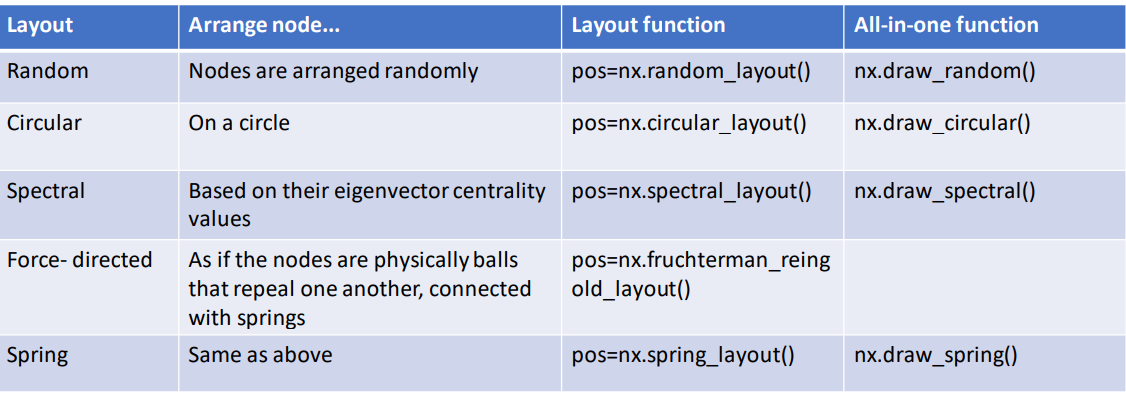 Layout Arrange node... Layout function All-in-one function
Random Nodes are arranged randomly pos=nx.random_layout() nx.draw_random()
Circular On a circle pos=nx.circular_layout() nx.draw_circular()
Spectral Based on their eigenvector centrality pos=nx.spectral_layout() nx.draw_spectral()
values
Force- directed As if the nodes are physically balls pos=nx.fruchterman_reing
that repeal one another, connected old_layout()
with springs
Spring Same as above pos=nx.spring_layout() nx.draw_spring()